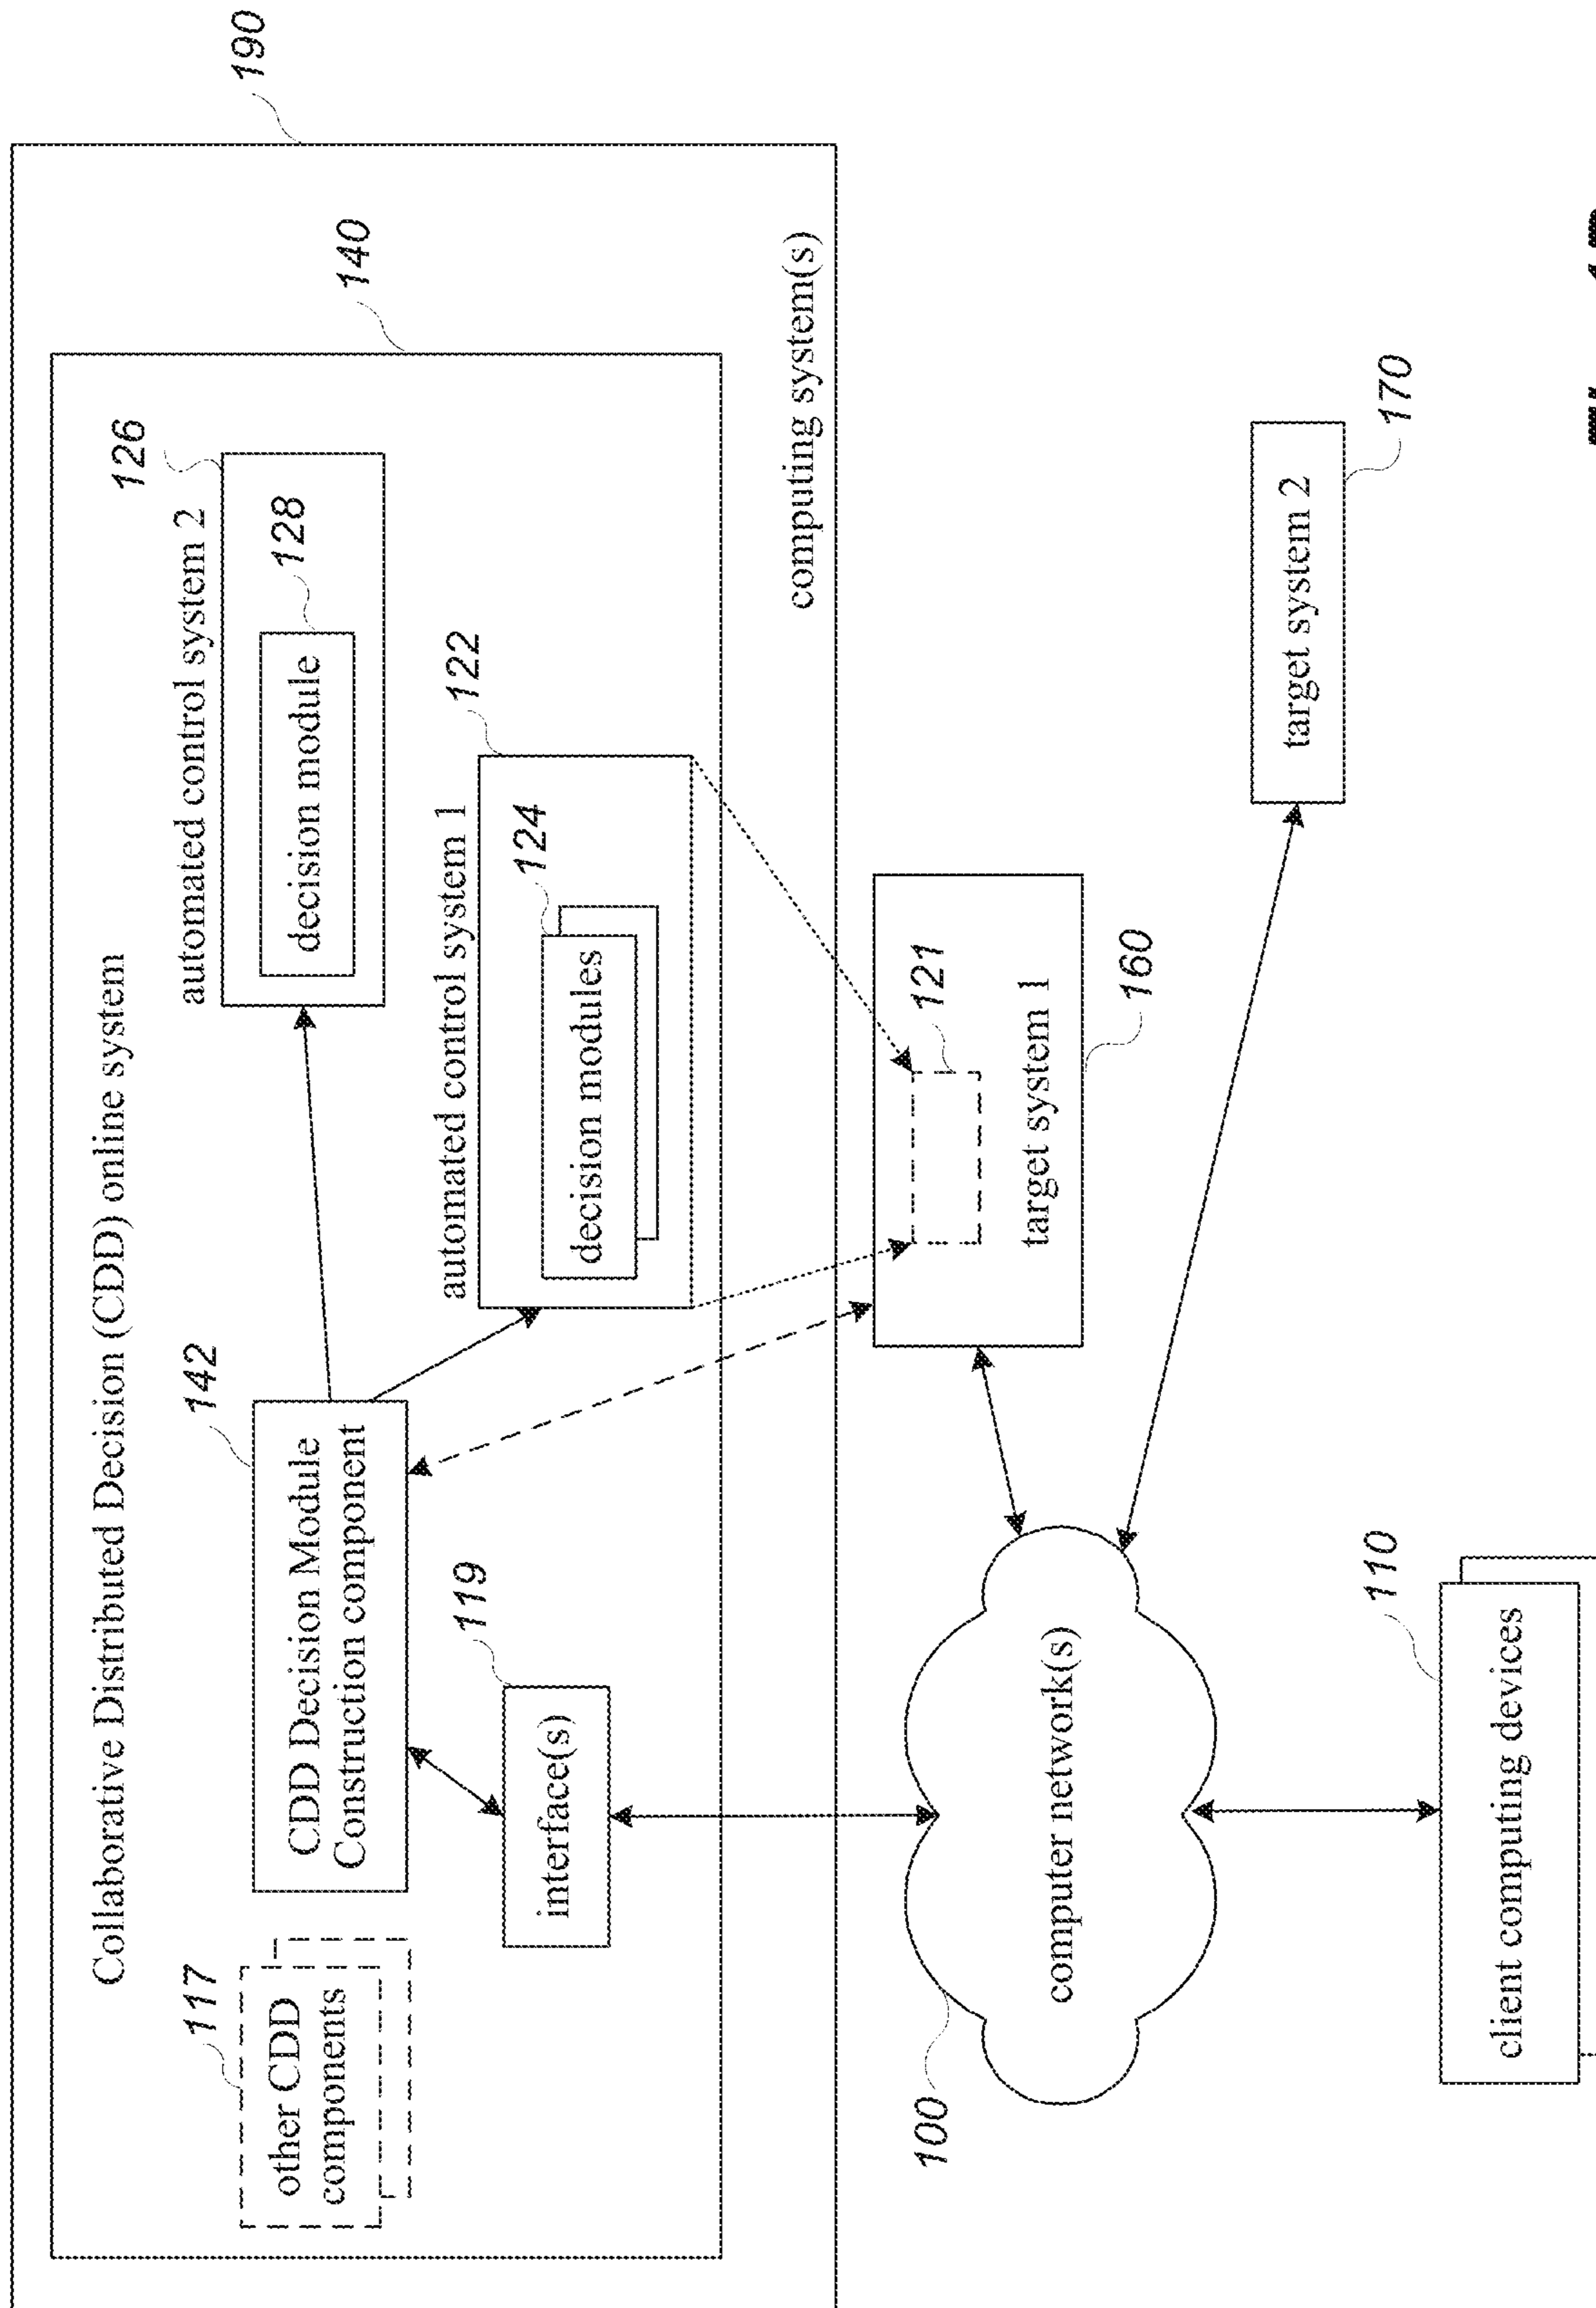 190
Collaborative Distributed Decision (CDD) online system
140
126
automated control system 2
128
decision module
142
CDD Decision Module
Construction component
117
other CDD
components
119
interface(s)
automated control system 1
122
124
decision modules
computing system(s)
121
target system 1
160
100
computer network(s)
target system 2
170
110
client computing devices